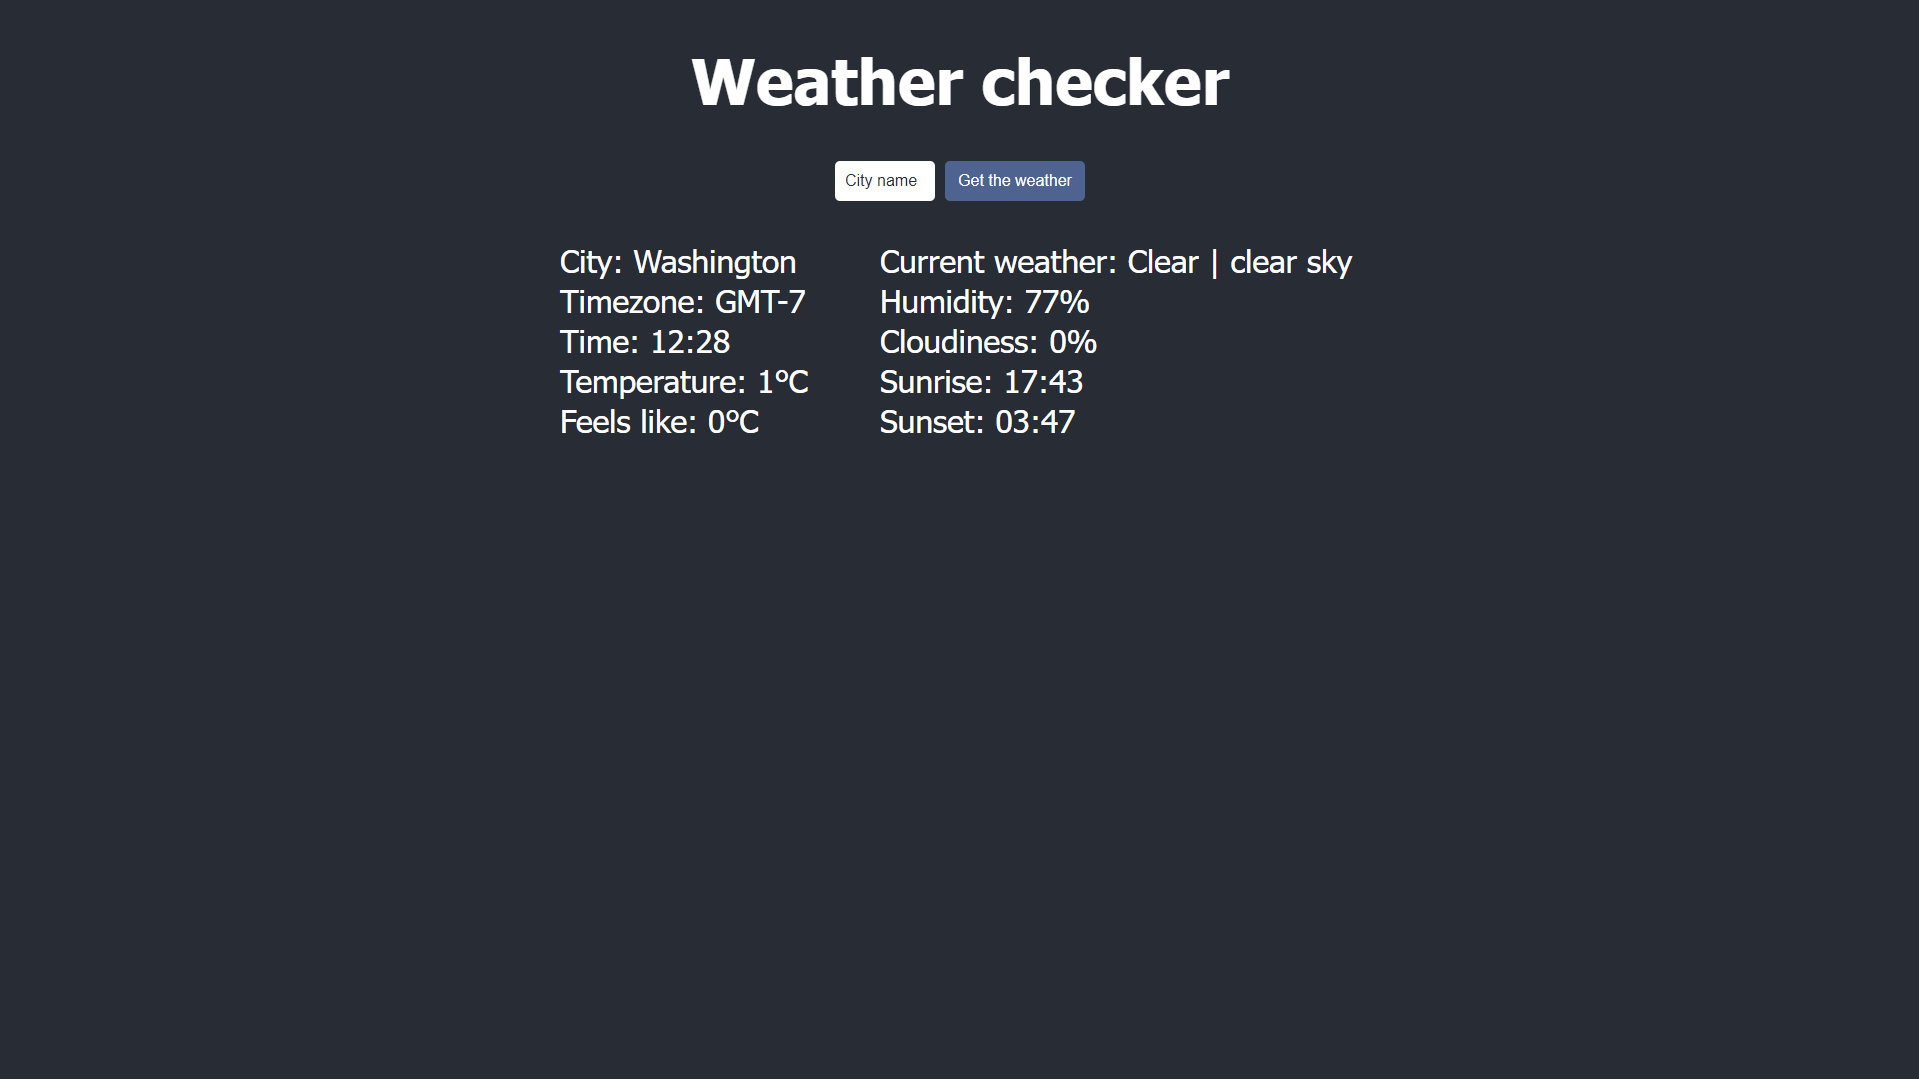 Weather checker
City name
Get the weather
City: Washington
Timezone: GMT-7
Time: 12:28
Temperature: 1°C
Feels like: 0°C
Current weather: Clear | clear sky
Humidity: 77%
Cloudiness: 0%
Sunrise: 17:43
Sunset: 03:47